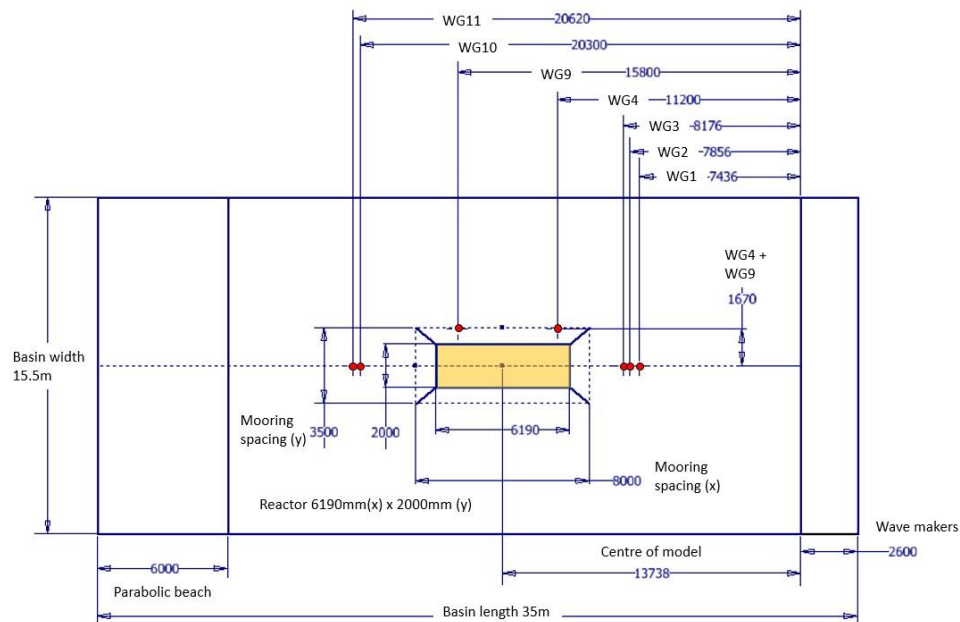 WG11 20620
WG10 20300
WG9 15800
WG4 11200
WG3 8176
WG2 7856
WG1 7436
WG4 +
WG9
1670
Basin width
15.5m
Mooring
spacing (y)
3500
2000
6190
8000
Mooring
spacing (x)
Reactor 6190mm(x) x 2000mm (y)
Wave makers
2600
Centre of model
13738
6000
Parabolic beach
Basin length 35m